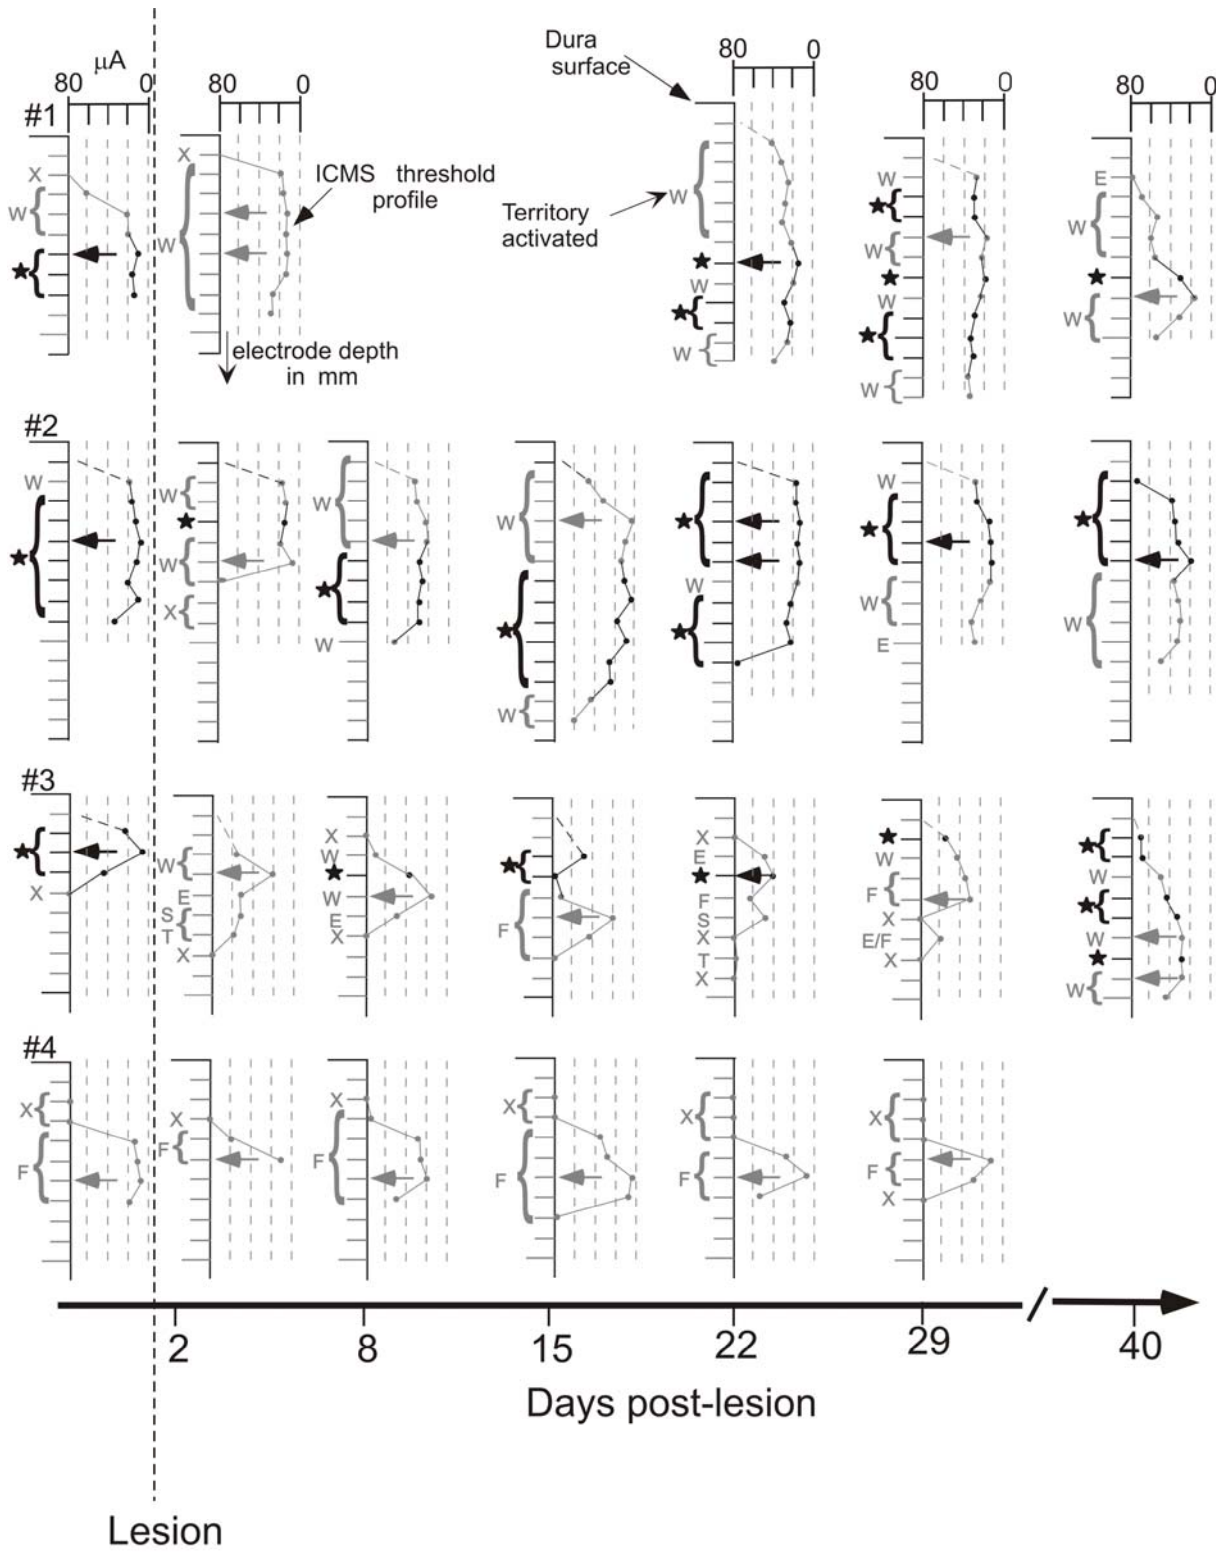 μA
80 0
80 0
#1
X
W
★
X
W
ICMS threshold
profile
electrode depth
in mm
Dura
surface
80 0
Territory
activated
W
★
W
★
W
80 0
W
★
W
★
W
★
W
80 0
E
W
★
W
#2
W
★
W
★
W
X
W
★
W
W
★
W
★
W
★
W
★
W
E
★
W
#3
★
X
W
E
S
T
X
X
W
★
W
E
X
★
F
X
E
★
F
S
X
T
X
★
W
F
X
E/F
X
★
W
★
W
★
W
#4
X
F
X
F
X
F
X
F
X
F
X
F
X
2 8 15 22 29 40
Days post-lesion
Lesion